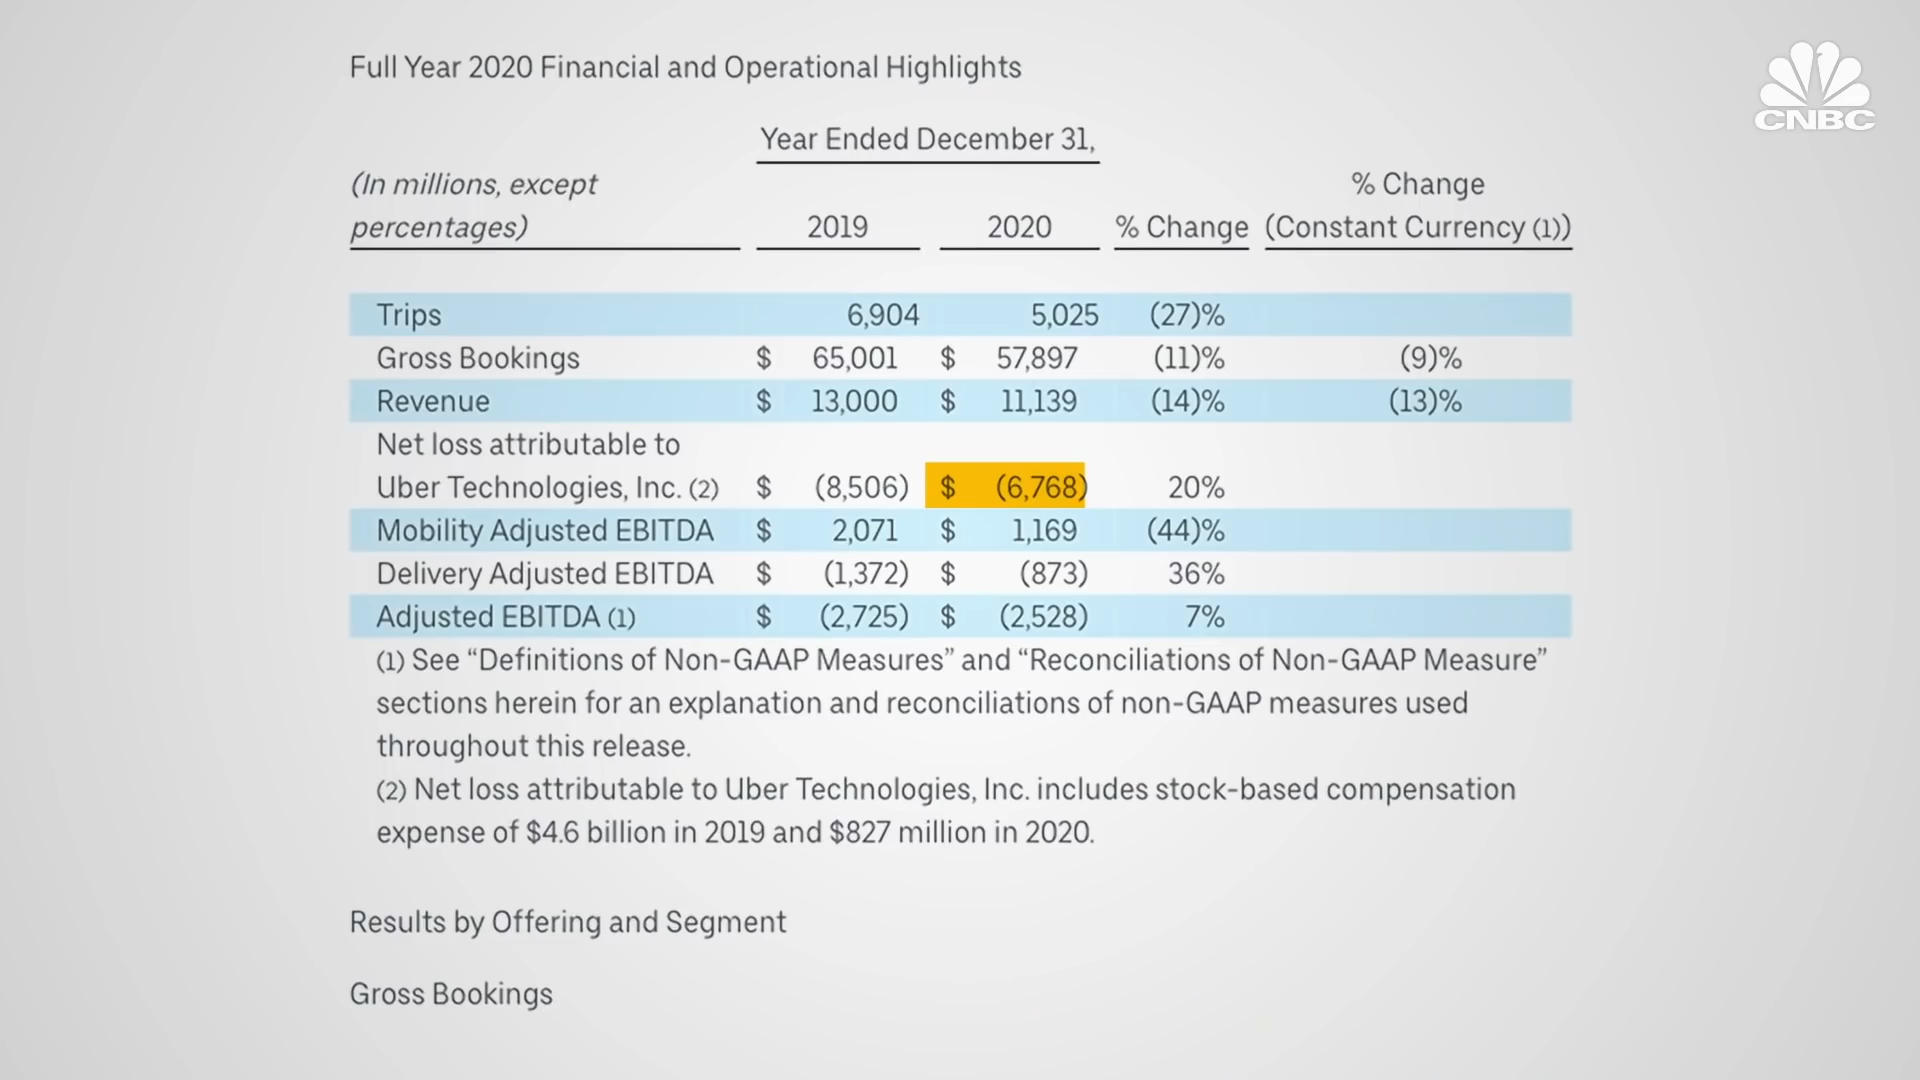 Full Year 2020 Financial and Operational Highlights
CNBC
Year Ended December 31,
(In millions, except % Change
percentages) 2019 2020 % Change (Constant Currency (1))
Trips 6,904 5,025 (27)%
Gross Bookings $ 65,001 $ 57,897 (11)% (9)%
Revenue $ 13,000 $ 11,139 (14)% (13)%
Net loss attributable to
Uber Technologies, Inc. (2) $ (8,506) $ (6,768) 20%
Mobility Adjusted EBITDA $ 2,071 $ 1,169 (44)%
Delivery Adjusted EBITDA $ (1,372) $ (873) 36%
Adjusted EBITDA (1) $ (2,725) $ (2,528) 7%
(1) See “Definitions of Non-GAAP Measures” and “Reconciliations of Non-GAAP Measure”
sections herein for an explanation and reconciliations of non-GAAP measures used
throughout this release.
(2) Net loss attributable to Uber Technologies, Inc. includes stock-based compensation
expense of $4.6 billion in 2019 and $827 million in 2020.
Results by Offering and Segment
Gross Bookings